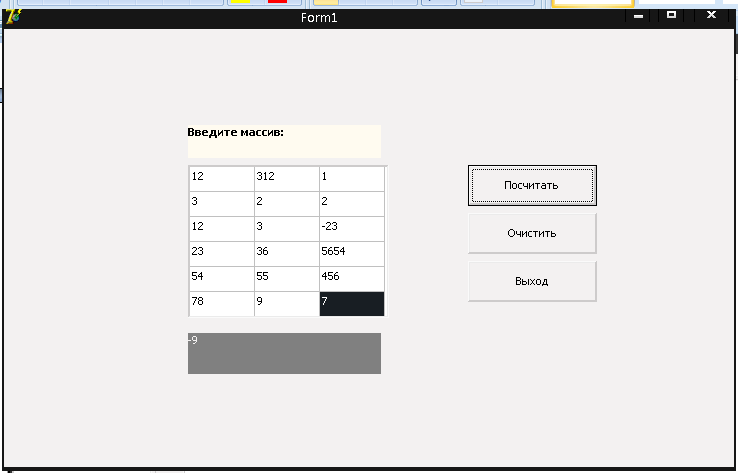 Form1
Введите массив:
12 312 1
3 2 2
12 3 -23
23 36 5654
54 55 456
78 9 7
-9
Посчитать
Очистить
Выход